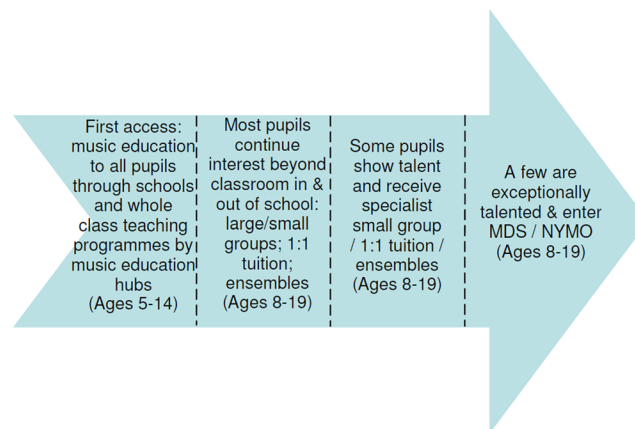 First access:
music education
to all pupils
through schools
and whole
class teaching
programmes by
music education
hubs
(Ages 5-14)
Most pupils
continue
interest beyond
classroom in &
out of school:
large/small
groups; 1:1
tuition;
ensembles
(Ages 8-19)
Some pupils
show talent
and receive
specialist
small group
/ 1:1 tuition /
ensembles
(Ages 8-19)
A few are
exceptionally
talented & enter
MDS / NYMO
(Ages 8-19)